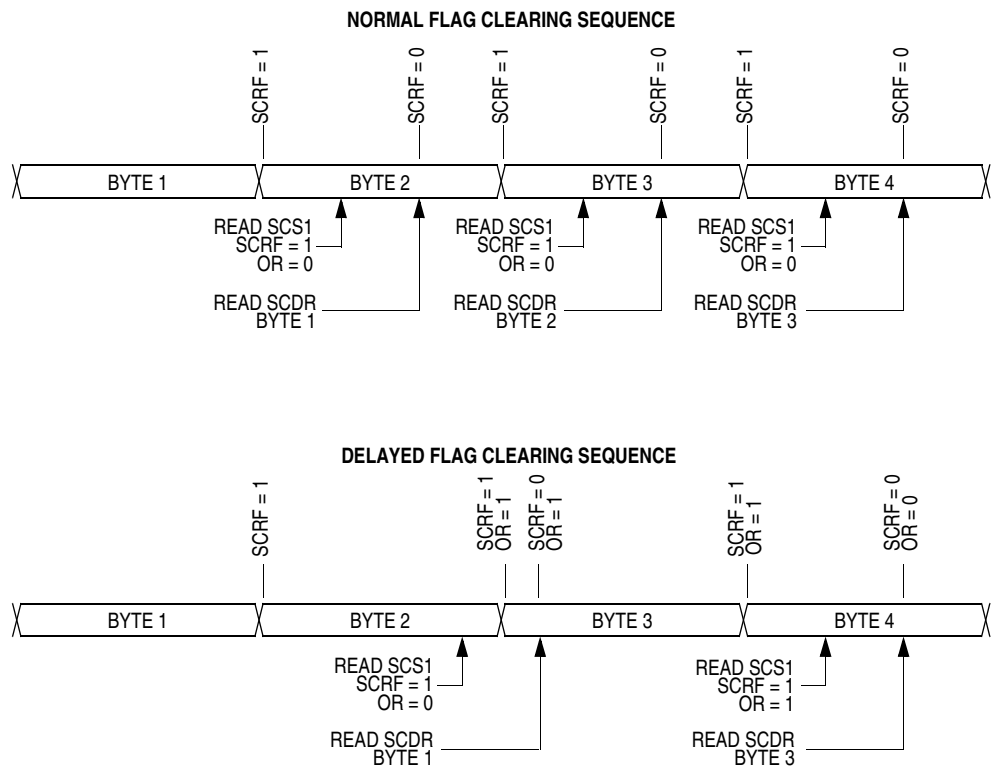 NORMAL FLAG CLEARING SEQUENCE
SCRF = 1
SCRF = 0
SCRF = 1
SCRF = 0
SCRF = 1
SCRF = 0
BYTE 1
BYTE 2
BYTE 3
BYTE 4
READ SCS1
SCRF = 1
OR = 0
READ SCS1
SCRF = 1
OR = 0
READ SCS1
SCRF = 1
OR = 0
READ SCDR
BYTE 1
READ SCDR
BYTE 2
READ SCDR
BYTE 3
DELAYED FLAG CLEARING SEQUENCE
SCRF = 1
SCRF = 1
OR = 1
SCRF = 0
OR = 1
SCRF = 1
OR = 1
SCRF = 0
OR = 0
BYTE 1
BYTE 2
BYTE 3
BYTE 4
READ SCS1
SCRF = 1
OR = 0
READ SCS1
SCRF = 1
OR = 1
READ SCDR
BYTE 1
READ SCDR
BYTE 3